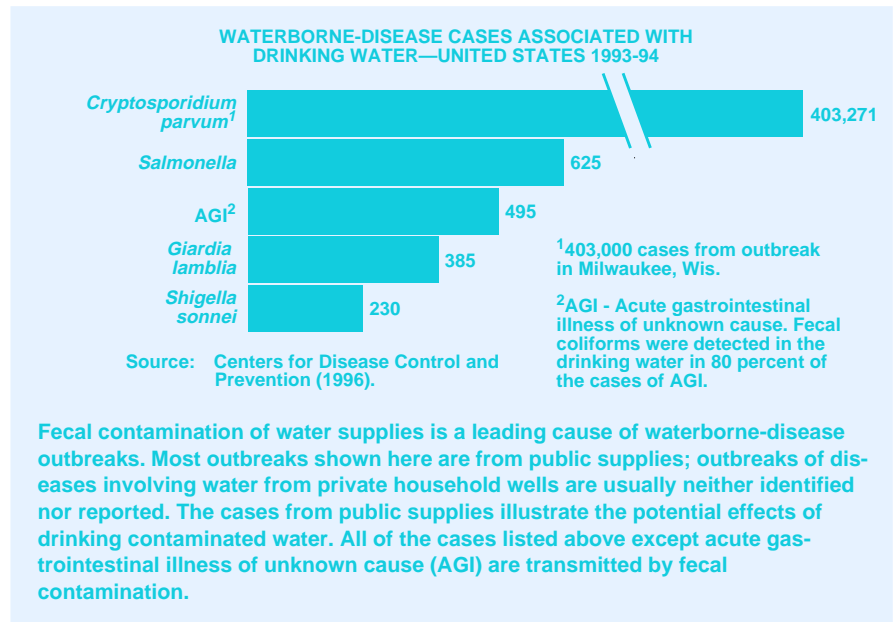 WATERBORNE-DISEASE CASES ASSOCIATED WITH
DRINKING WATER—UNITED STATES 1993-94
Cryptosporidium
parvum1
403,271
Salmonella
625
AGI2
495
Giardia
lamblia
385
Shigella
sonnei
230
1403,000 cases from outbreak
in Milwaukee, Wis.
2AGI - Acute gastrointestinal
illness of unknown cause. Fecal
coliforms were detected in the
drinking water in 80 percent of
the cases of AGI.
Source: Centers for Disease Control and
Prevention (1996).
Fecal contamination of water supplies is a leading cause of waterborne-disease
outbreaks. Most outbreaks shown here are from public supplies; outbreaks of dis-
eases involving water from private household wells are usually neither identified
nor reported. The cases from public supplies illustrate the potential effects of
drinking contaminated water. All of the cases listed above except acute gas-
trointestinal illness of unknown cause (AGI) are transmitted by fecal
contamination.